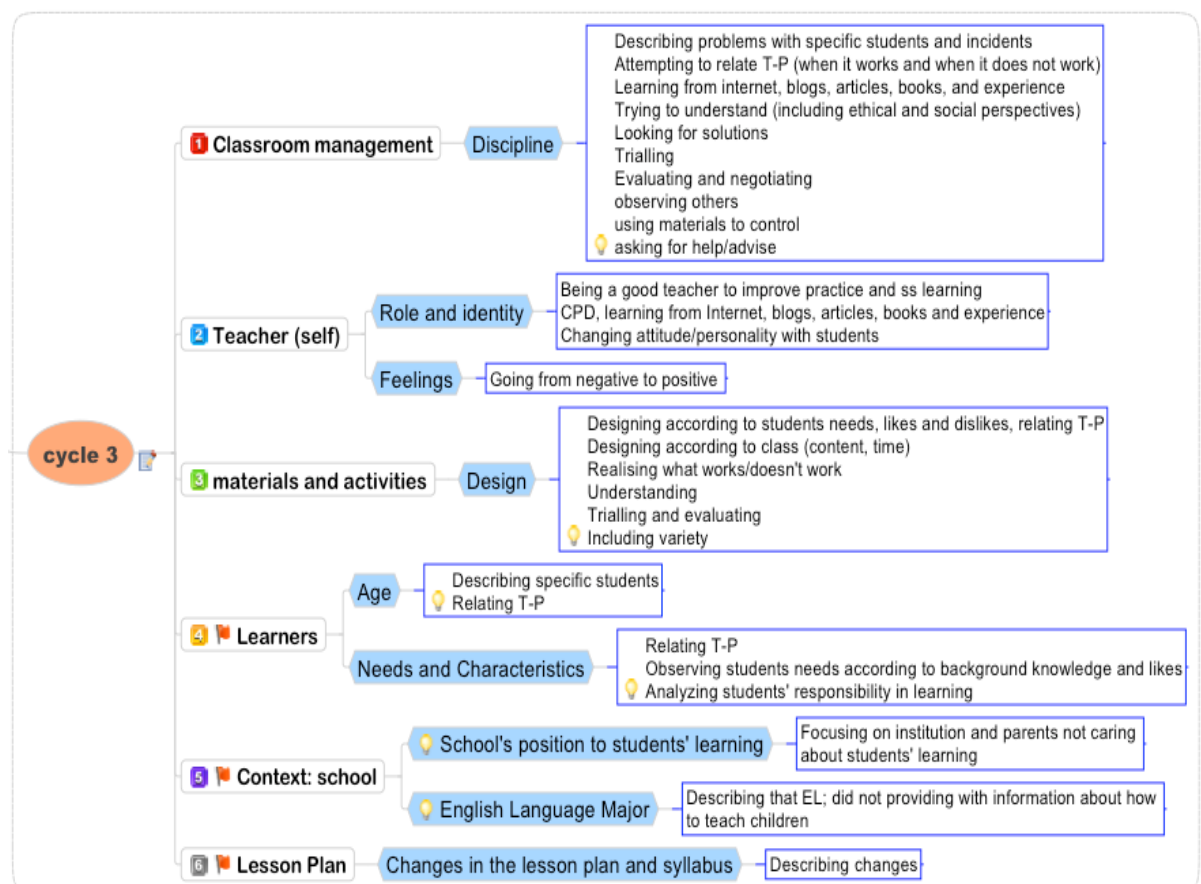 cycle 3
1 Classroom management
Discipline
Describing problems with specific students and incidents
Attempting to relate T-P (when it works and when it does not work)
Learning from internet, blogs, articles, books, and experience
Trying to understand (including ethical and social perspectives)
Looking for solutions
Trialling
Evaluating and negotiating
observing others
using materials to control
asking for help/advise
2 Teacher (self)
Role and identity
Being a good teacher to improve practice and ss learning
CPD, learning from Internet, blogs, articles, books and experience
Changing attitude/personality with students
Feelings
Going from negative to positive
3 materials and activities
Design
Designing according to students needs, likes and dislikes, relating T-P
Designing according to class (content, time)
Realising what works/doesn't work
Understanding
Trialling and evaluating
Including variety
4 Learners
Age
Describing specific students
Relating T-P
Needs and Characteristics
Relating T-P
Observing students needs according to background knowledge and likes
Analyzing students' responsibility in learning
5 Context: school
School's position to students' learning
Focusing on institution and parents not caring
about students' learning
English Language Major
Describing that EL; did not providing with information about how
to teach children
6 Lesson Plan
Changes in the lesson plan and syllabus
Describing changes